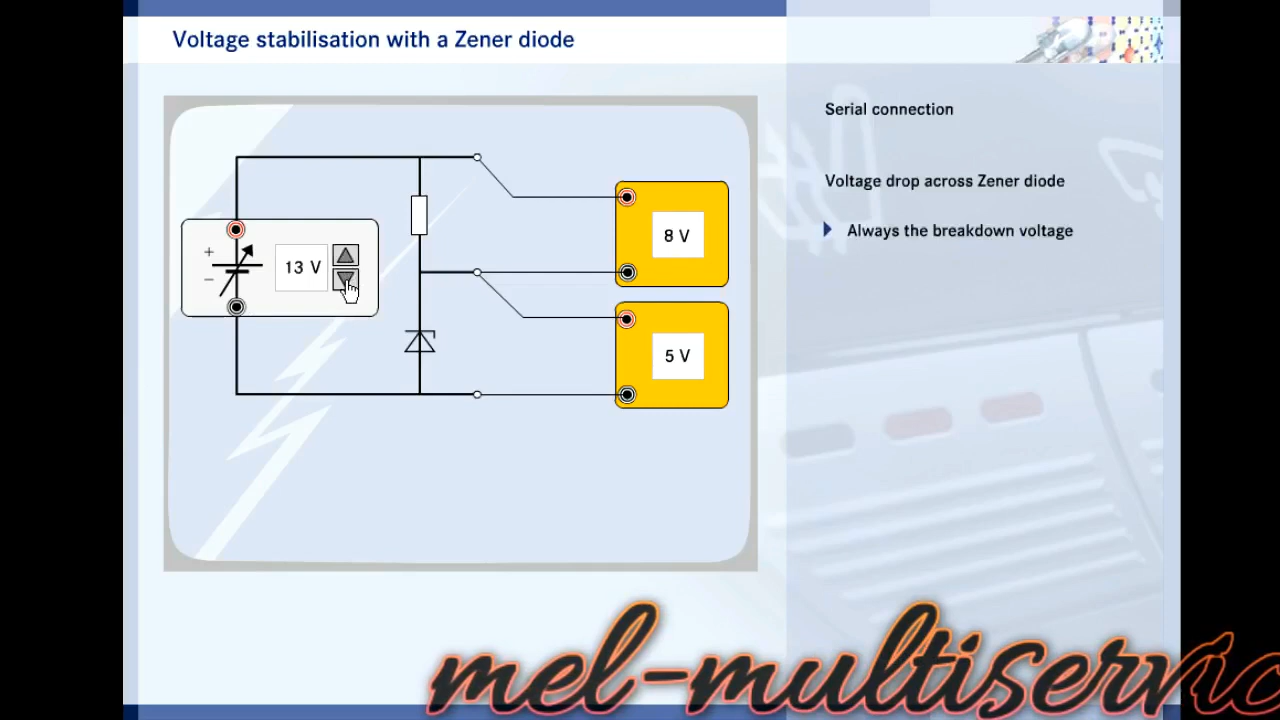 Voltage stabilisation with a Zener diode
Serial connection
Voltage drop across Zener diode
Always the breakdown voltage
+
−
13 V
8 V
5 V
mel-multiservic